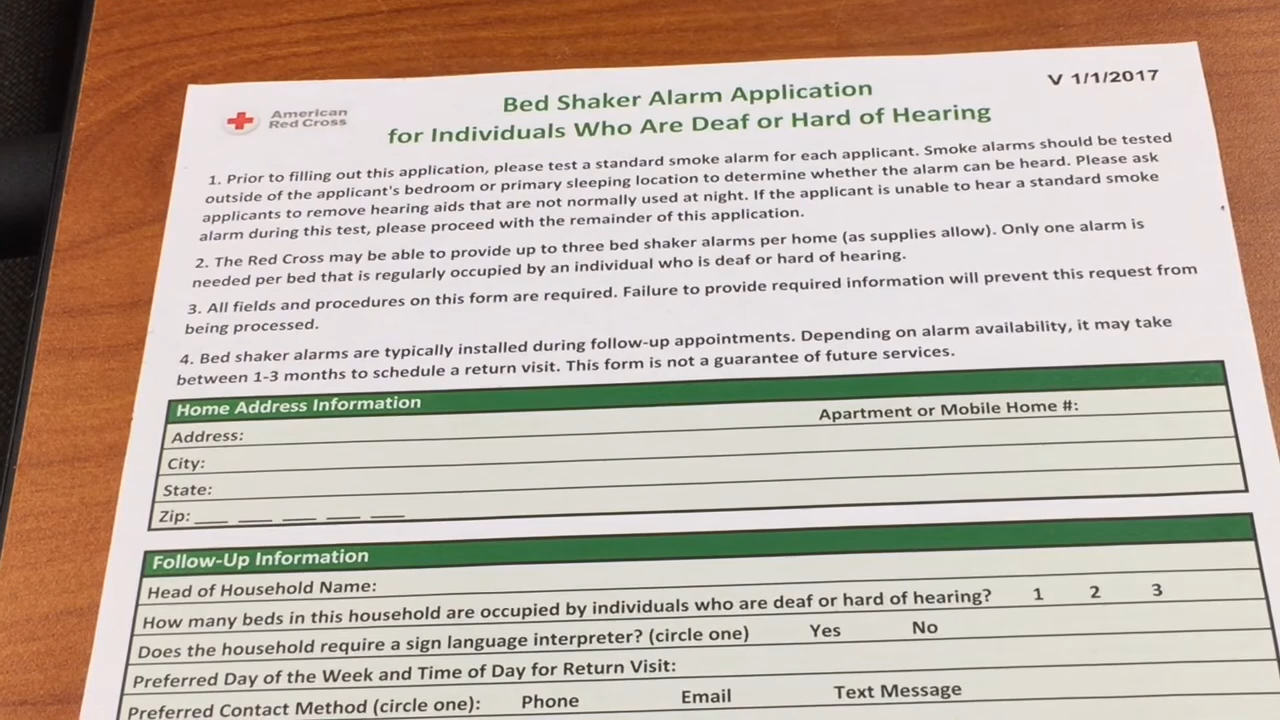 American
Red Cross
Bed Shaker Alarm Application
for Individuals Who Are Deaf or Hard of Hearing
V 1/1/2017
1. Prior to filling out this application, please test a standard smoke alarm for each applicant. Smoke alarms should be tested
outside of the applicant's bedroom or primary sleeping location to determine whether the alarm can be heard. Please ask
applicants to remove hearing aids that are not normally used at night. If the applicant is unable to hear a standard smoke
alarm during this test, please proceed with the remainder of this application.
2. The Red Cross may be able to provide up to three bed shaker alarms per home (as supplies allow). Only one alarm is
needed per bed that is regularly occupied by an individual who is deaf or hard of hearing.
3. All fields and procedures on this form are required. Failure to provide required information will prevent this request from
being processed.
4. Bed shaker alarms are typically installed during follow-up appointments. Depending on alarm availability, it may take
between 1-3 months to schedule a return visit. This form is not a guarantee of future services.
Home Address Information
Address: Apartment or Mobile Home #:
City:
State:
Zip: ___ ___ ___ ___ ___
Follow-Up Information
Head of Household Name:
How many beds in this household are occupied by individuals who are deaf or hard of hearing? 1 2 3
Does the household require a sign language interpreter? (circle one) Yes No
Preferred Day of the Week and Time of Day for Return Visit:
Preferred Contact Method (circle one): Phone Email Text Message